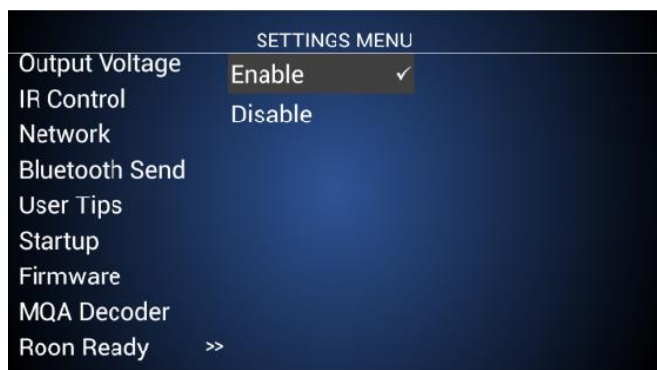 SETTINGS MENU
Output Voltage
IR Control
Network
Bluetooth Send
User Tips
Startup
Firmware
MQA Decoder
Roon Ready >>
Enable ✓
Disable